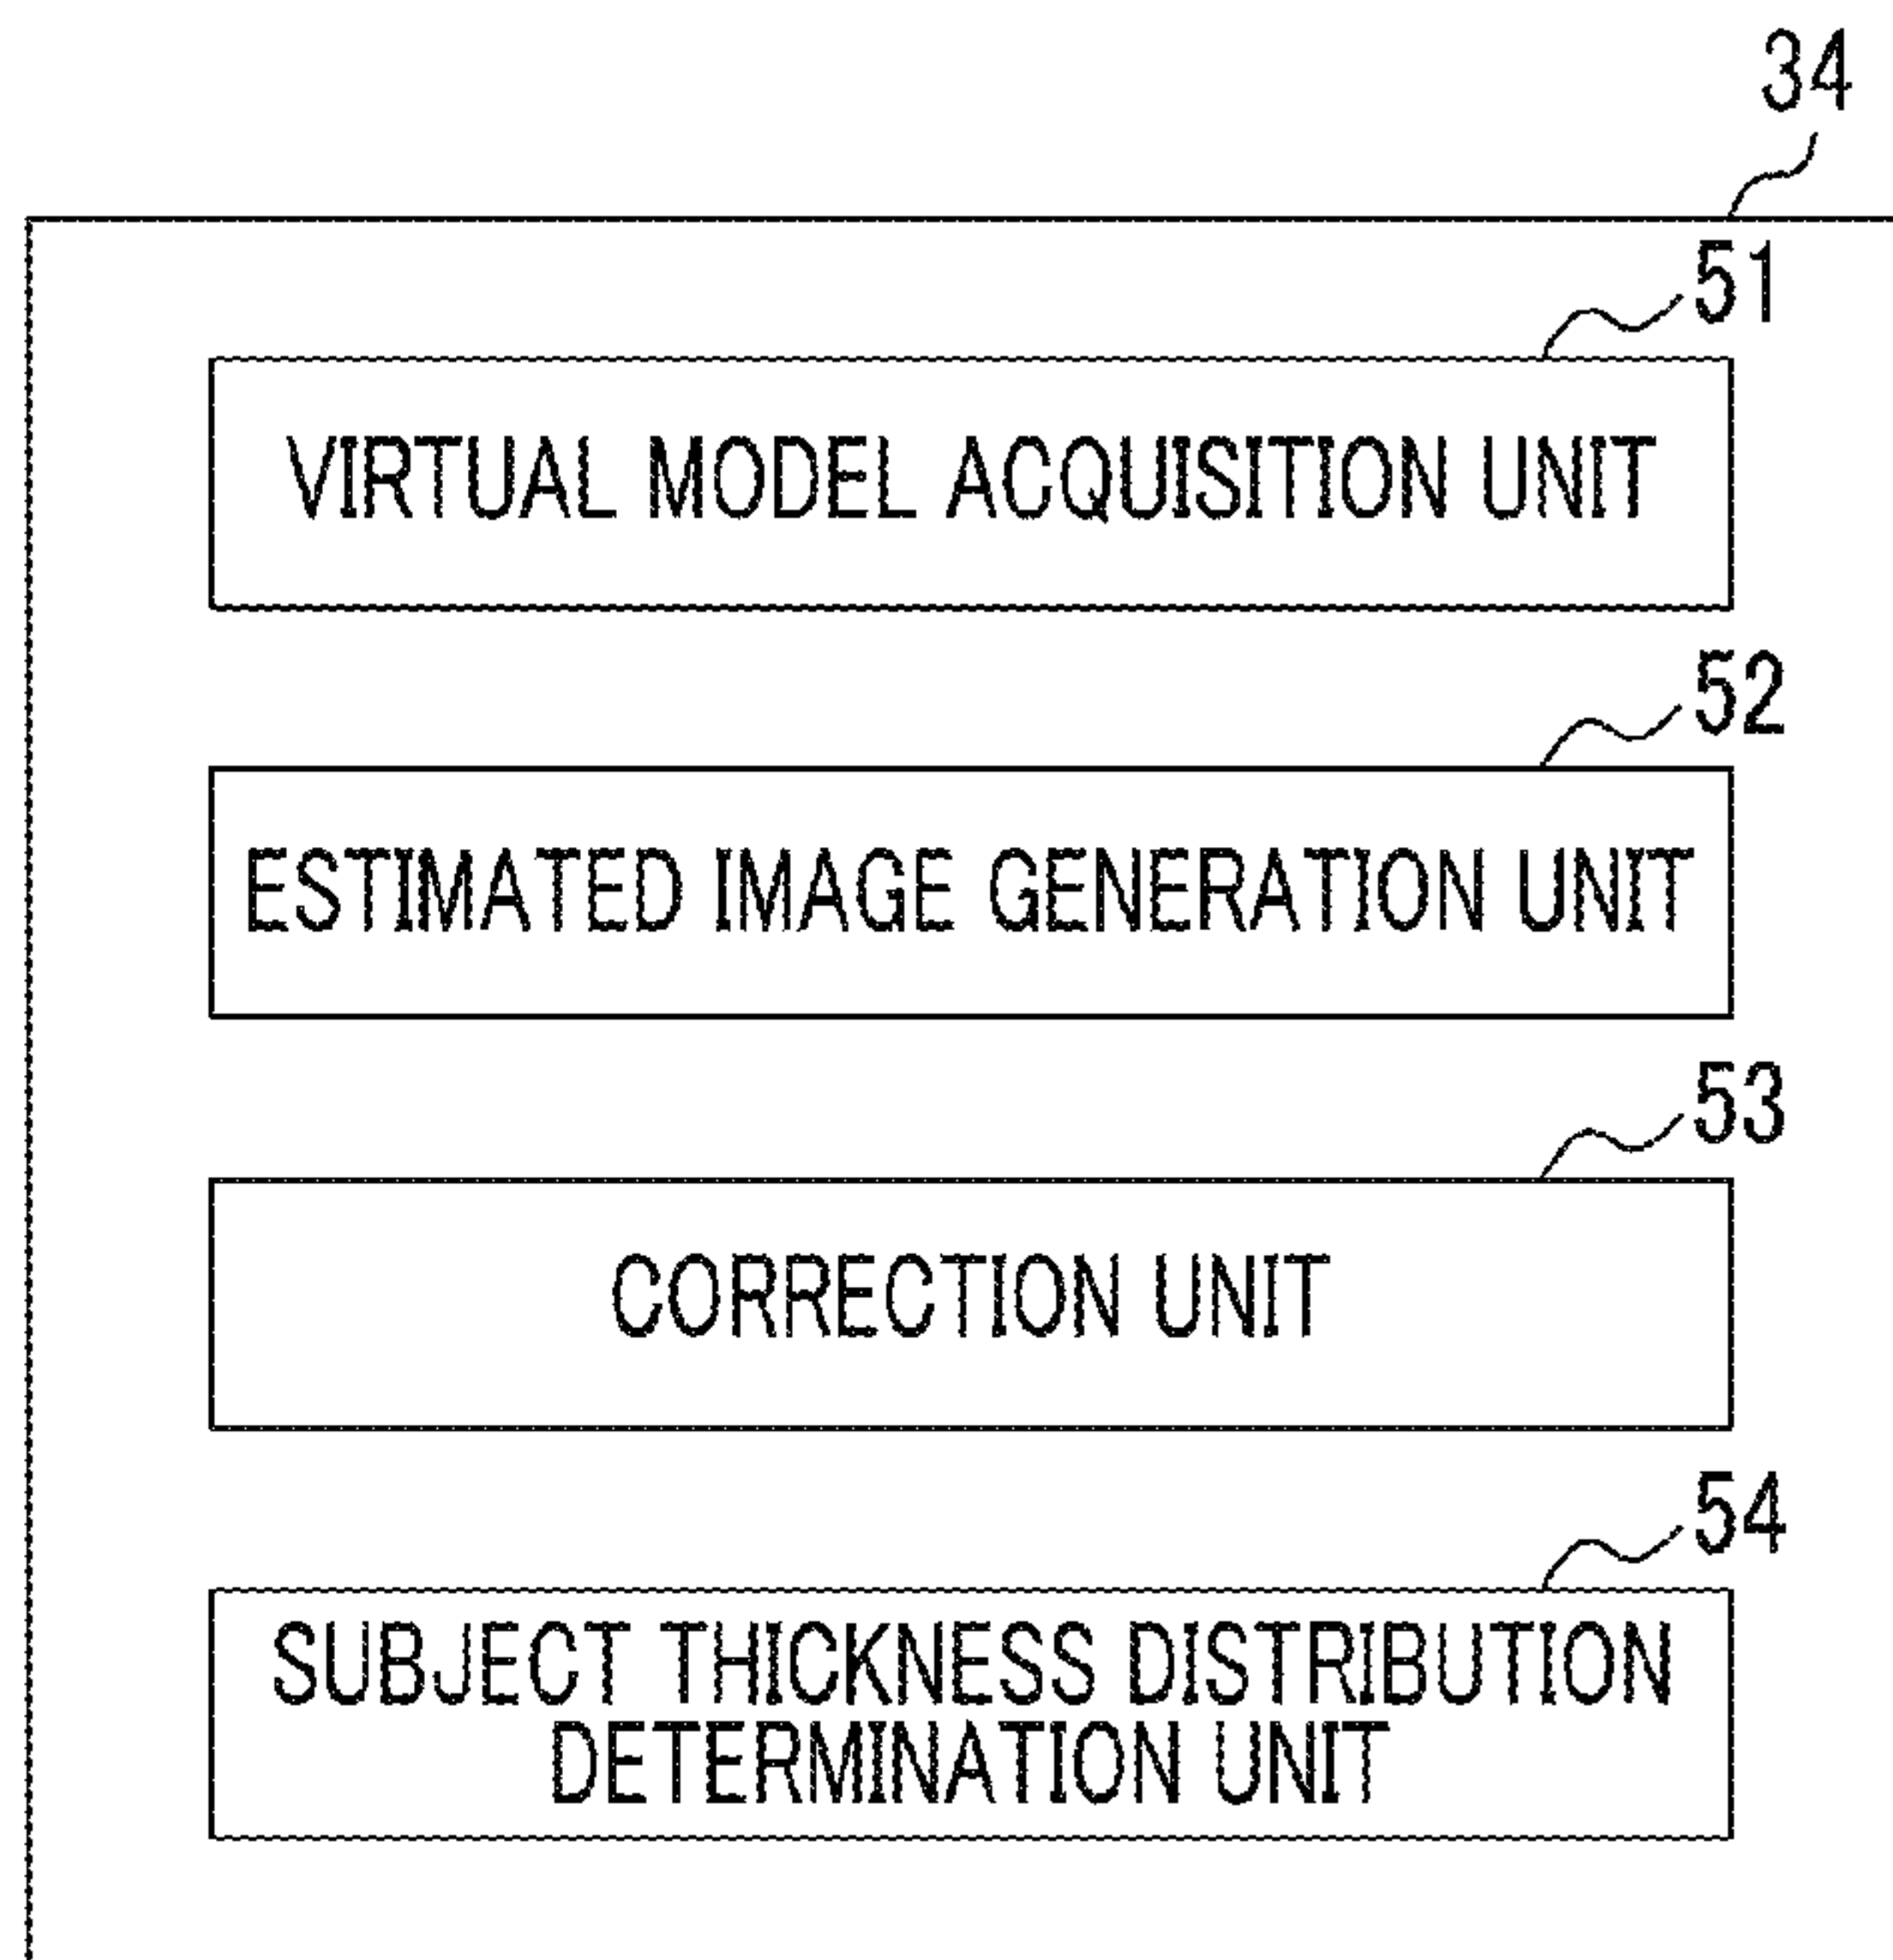 34
51
VIRTUAL MODEL ACQUISITION UNIT
52
ESTIMATED IMAGE GENERATION UNIT
53
CORRECTION UNIT
54
SUBJECT THICKNESS DISTRIBUTION
DETERMINATION UNIT